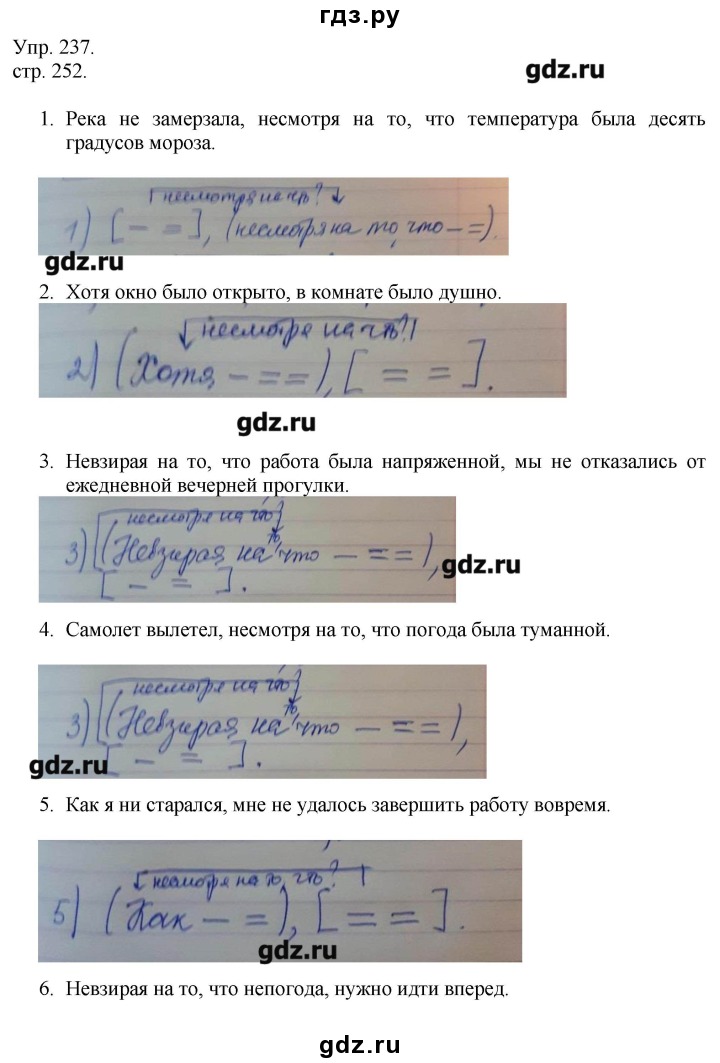 гдз.ру
Упр. 237.
стр. 252.
gdz.ru
1. Река не замерзала, несмотря на то, что температура была десять
градусов мороза.
несмотря на что?
1) [ – = ], (несмотря на то, что – =).
gdz.ru
2. Хотя окно было открыто, в комнате было душно.
несмотря на что?
2) (Хотя – = = ), [ = = ].
gdz.ru
3. Невзирая на то, что работа была напряженной, мы не отказались от
ежедневной вечерней прогулки.
несмотря на что?
3) (Невзирая на то, что – = = ),
[ – = ].
gdz.ru
4. Самолет вылетел, несмотря на то, что погода была туманной.
несмотря на что?
3) (Невзирая на то, что – = = ),
[ – = ].
gdz.ru
5. Как я ни старался, мне не удалось завершить работу вовремя.
несмотря на то, что?
5) (Как – = ), [ = = ].
gdz.ru
6. Невзирая на то, что непогода, нужно идти вперед.
gdz.ru